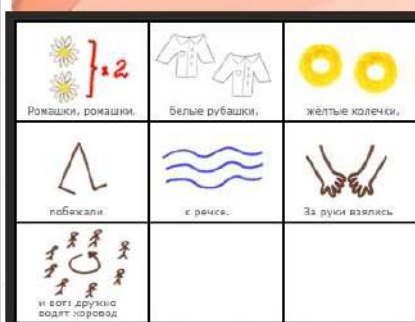 x 2
Ромашки, ромашки,
белые рубашки,
жёлтые колечки,
побежали
к речке.
За руки взялись
и вот: дружно
водят хоровод